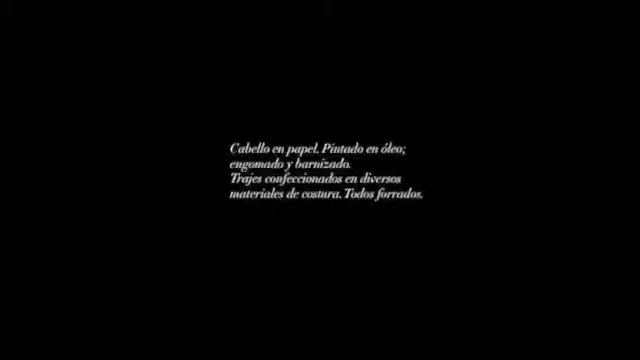 Cabello en papel. Pintado en óleo;
engomado y barnizado.
Trajes confeccionados en diversos
materiales de costura. Todos forrados.